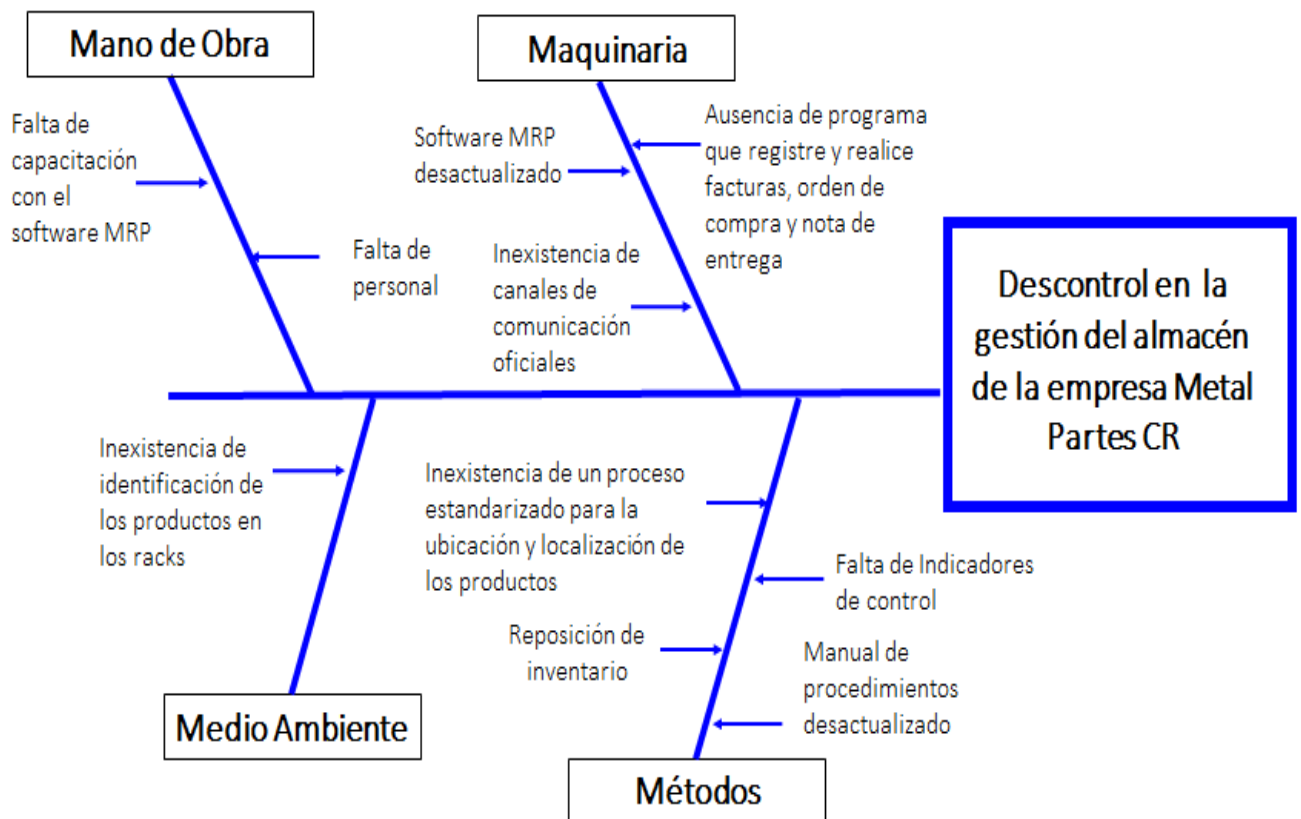 Mano de Obra
Falta de
capacitación
con el
software MRP
Falta de
personal
Maquinaria
Software MRP
desactualizado
Ausencia de programa
que registre y realice
facturas, orden de
compra y nota de
entrega
Inexistencia de
canales de
comunicación
oficiales
Descontrol en la
gestión del almacén
de la empresa Metal
Partes CR
Inexistencia de
identificación de
los productos en
los racks
Medio Ambiente
Inexistencia de un proceso
estandarizado para la
ubicación y localización de
los productos
Falta de Indicadores
de control
Reposición de
inventario
Manual de
procedimientos
desactualizado
Métodos